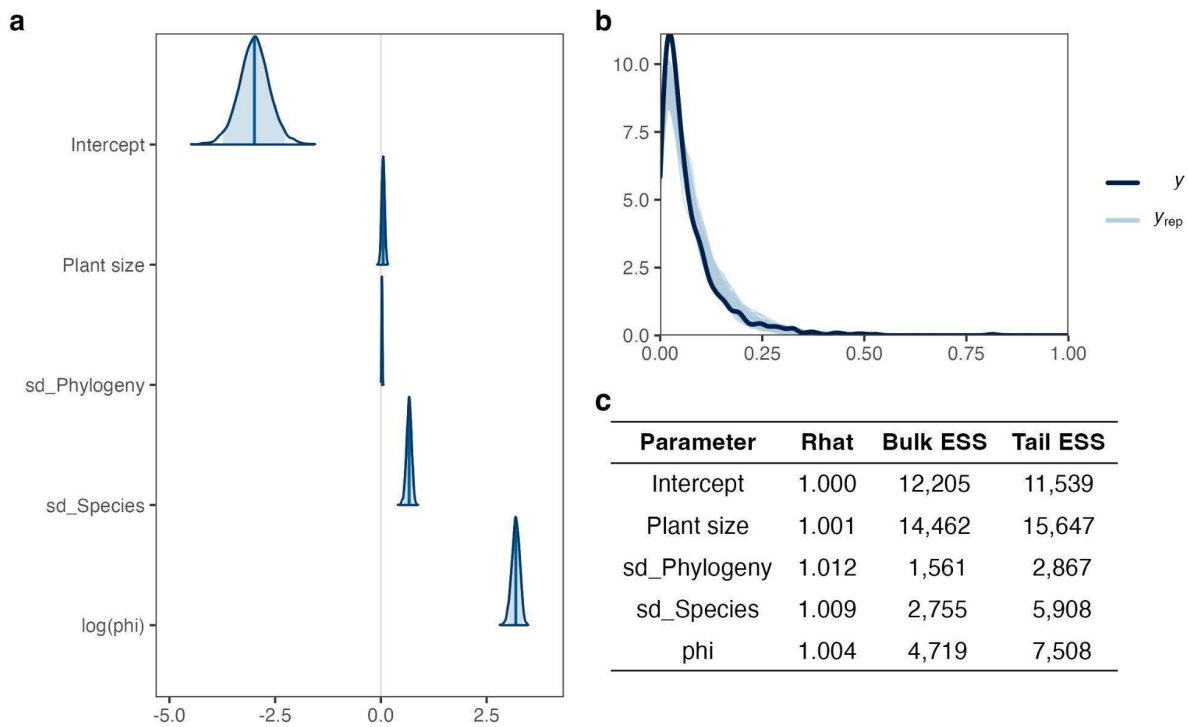 a
Intercept
Plant size
sd_Phylogeny
sd_Species
log(phi)
-5.0 -2.5 0.0 2.5
b
10.0
7.5
5.0
2.5
0.0
0.00 0.25 0.50 0.75 1.00
y
yrep
c
Parameter Rhat Bulk ESS Tail ESS
Intercept 1.000 12,205 11,539
Plant size 1.001 14,462 15,647
sd_Phylogeny 1.012 1,561 2,867
sd_Species 1.009 2,755 5,908
phi 1.004 4,719 7,508